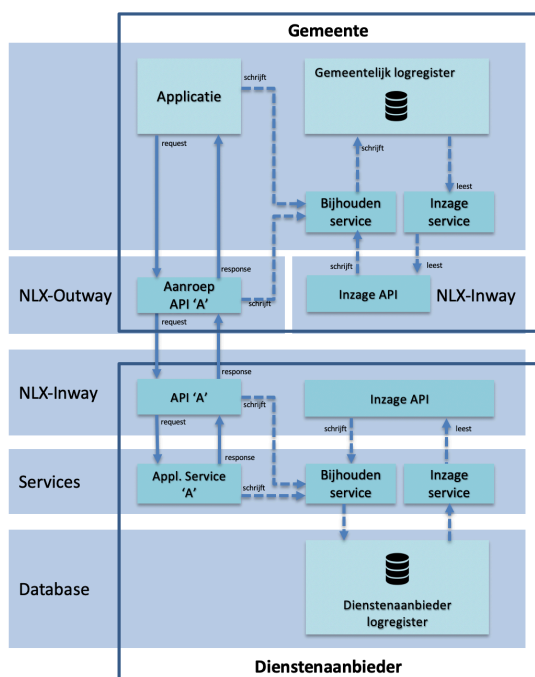 Gemeente
Applicatie
schrijft
Gemeentelijk logregister
request
response
schrijft
leest
Bijhouden
service
Inzage
service
schrijft
leest
NLX-Outway
Aanroep
API ‘A’
schrijft
Inzage API
NLX-Inway
request
response
NLX-Inway
API ‘A’
schrijft
Inzage API
request
response
schrijft
leest
Services
Appl. Service
‘A’
schrijft
Bijhouden
service
Inzage
service
Database
Dienstenaanbieder
logregister
Dienstenaanbieder